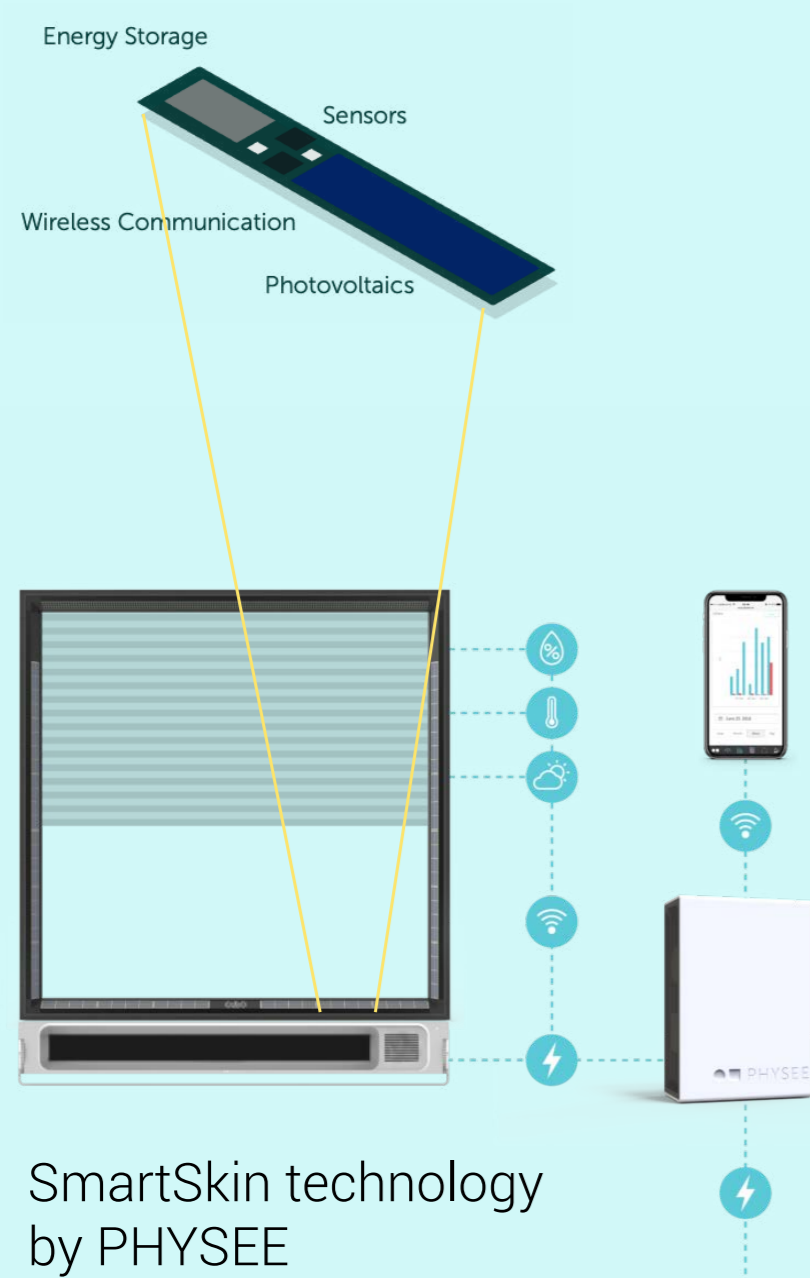 Energy Storage
Sensors
Wireless Communication
Photovoltaics
%
PHYSEE
SmartSkin technology
by PHYSEE